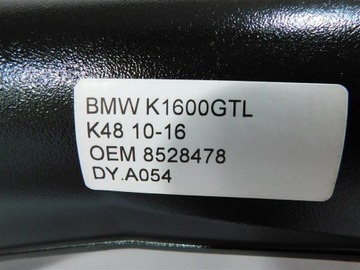 BMW K1600GTL
K48 10-16
OEM 8528478
DY.A054